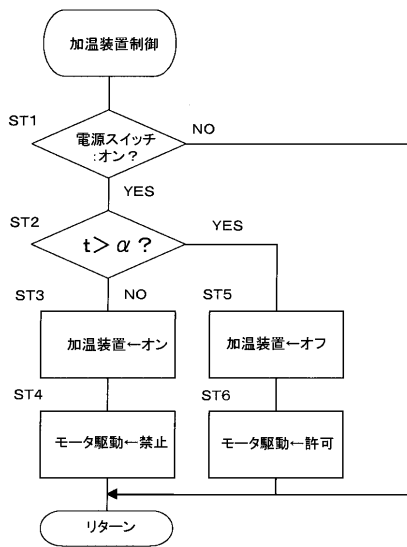 加温装置制御
ST1
電源スイッチ
:オン?
NO
YES
ST2
t>α?
YES
NO
ST3
加温装置←オン
ST5
加温装置←オフ
ST4
モータ駆動←禁止
ST6
モータ駆動←許可
リターン